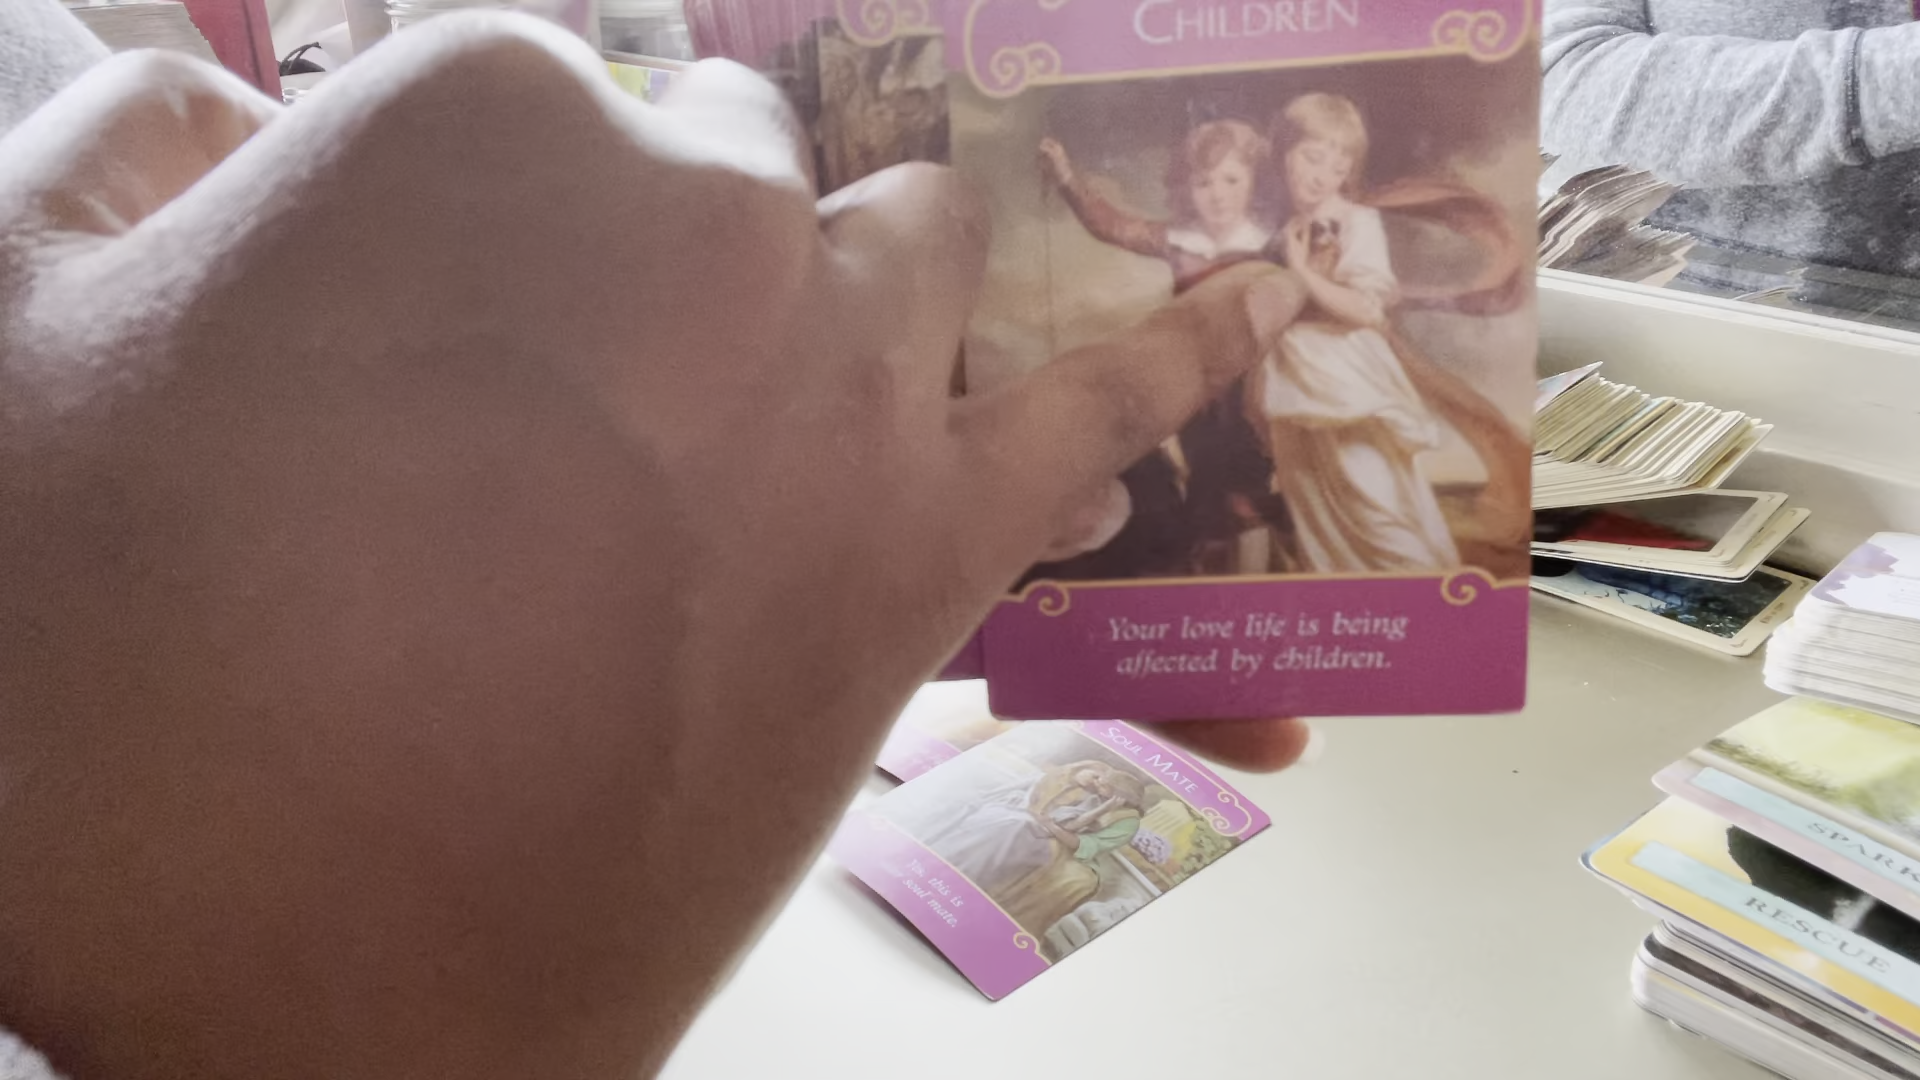 CHILDREN
Your love life is being
affected by children.
SOUL MATE
Yes, this is
your soul mate.
SPARK
RESCUE